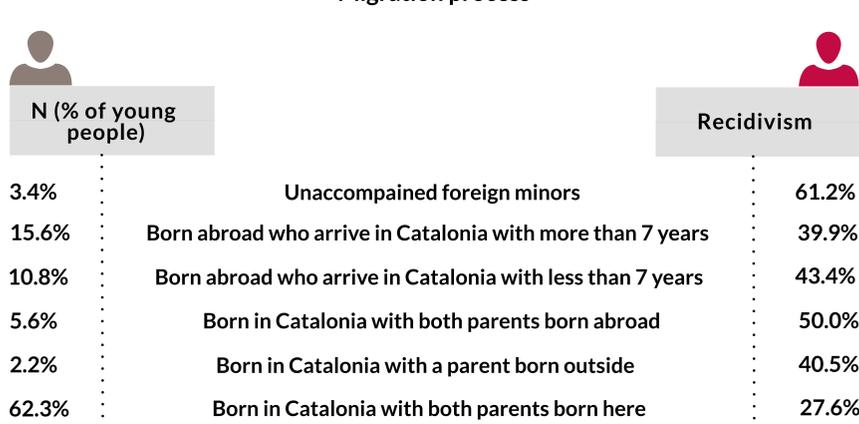 Migration process
N (% of young
people)
Recidivism
3.4% Unaccompained foreign minors 61.2%
15.6% Born abroad who arrive in Catalonia with more than 7 years 39.9%
10.8% Born abroad who arrive in Catalonia with less than 7 years 43.4%
5.6% Born in Catalonia with both parents born abroad 50.0%
2.2% Born in Catalonia with a parent born outside 40.5%
62.3% Born in Catalonia with both parents born here 27.6%